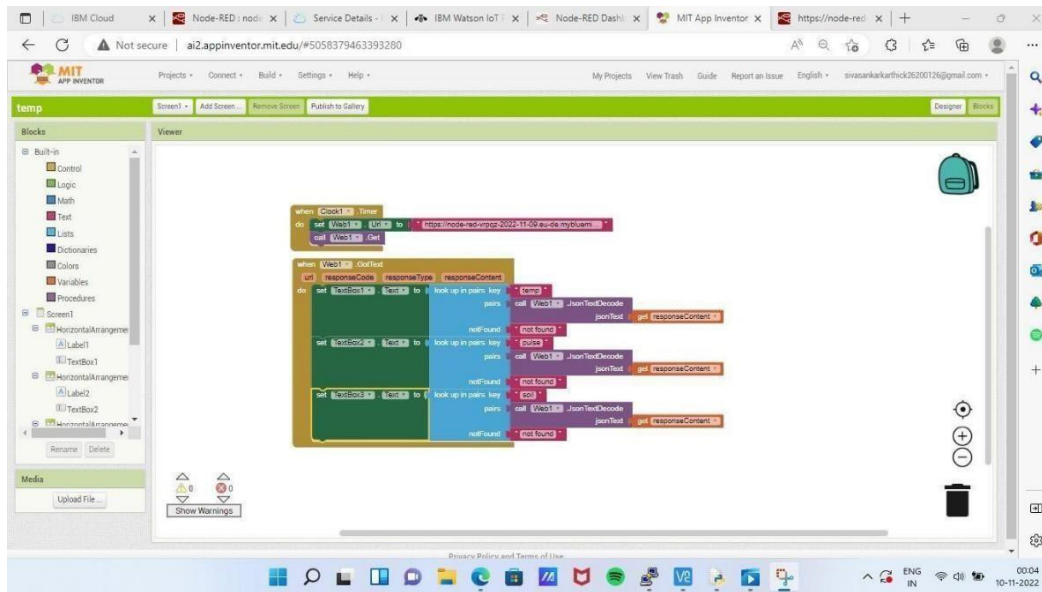 IBM Cloud
Node-RED : node
Service Details -
IBM Watson IoT
Node-RED Dash
MIT App Inventor
https://node-red
Not secure | ai2.appinventor.mit.edu/#5058379463393280
MIT
APP INVENTOR
Projects Connect Build Settings Help
My Projects View Trash Guide Report an Issue English sivasankarkarthick26200126@gmail.com
temp
Screen1 Add Screen ... Remove Screen Publish to Gallery
Designer Blocks
Blocks
Viewer
Built-in
Control
Logic
Math
Text
Lists
Dictionaries
Colors
Variables
Procedures
Screen1
HorizontalArrangemer
Label1
TextBox1
HorizontalArrangemer
Label2
TextBox2
HorizontalArrangemer
Rename Delete
Media
Upload File ...
when Clock1 .Timer
do set Web1 . Url to " https://node-red-vrpqz-2022-11-09.eu-de.mybluemi... "
call Web1 .Get
when Web1 .GotText
url responseCode responseType responseContent
do set TextBox1 . Text to look up in pairs key " temp "
pairs call Web1 .JsonTextDecode
jsonText get responseContent
notFound " not found "
set TextBox2 . Text to look up in pairs key " pulse "
pairs call Web1 .JsonTextDecode
jsonText get responseContent
notFound " not found "
set TextBox3 . Text to look up in pairs key " soil "
pairs call Web1 .JsonTextDecode
jsonText get responseContent
notFound " not found "
0 0
Show Warnings
Privacy Policy and Terms of Use
ENG
IN
00:04
10-11-2022